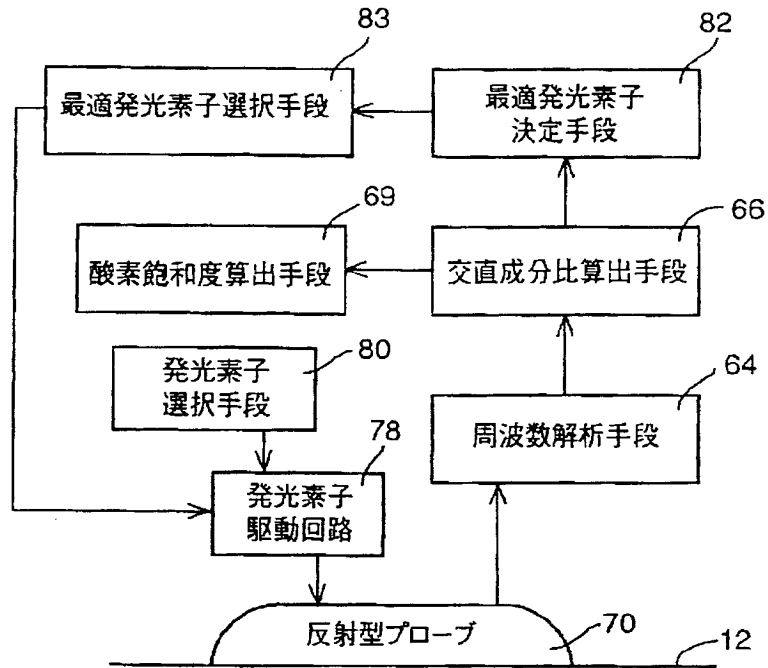 83
82
最適発光素子選択手段
最適発光素子
決定手段
69
66
酸素飽和度算出手段
交直成分比算出手段
80
発光素子
選択手段
64
周波数解析手段
78
発光素子
駆動回路
反射型プローブ
70
12